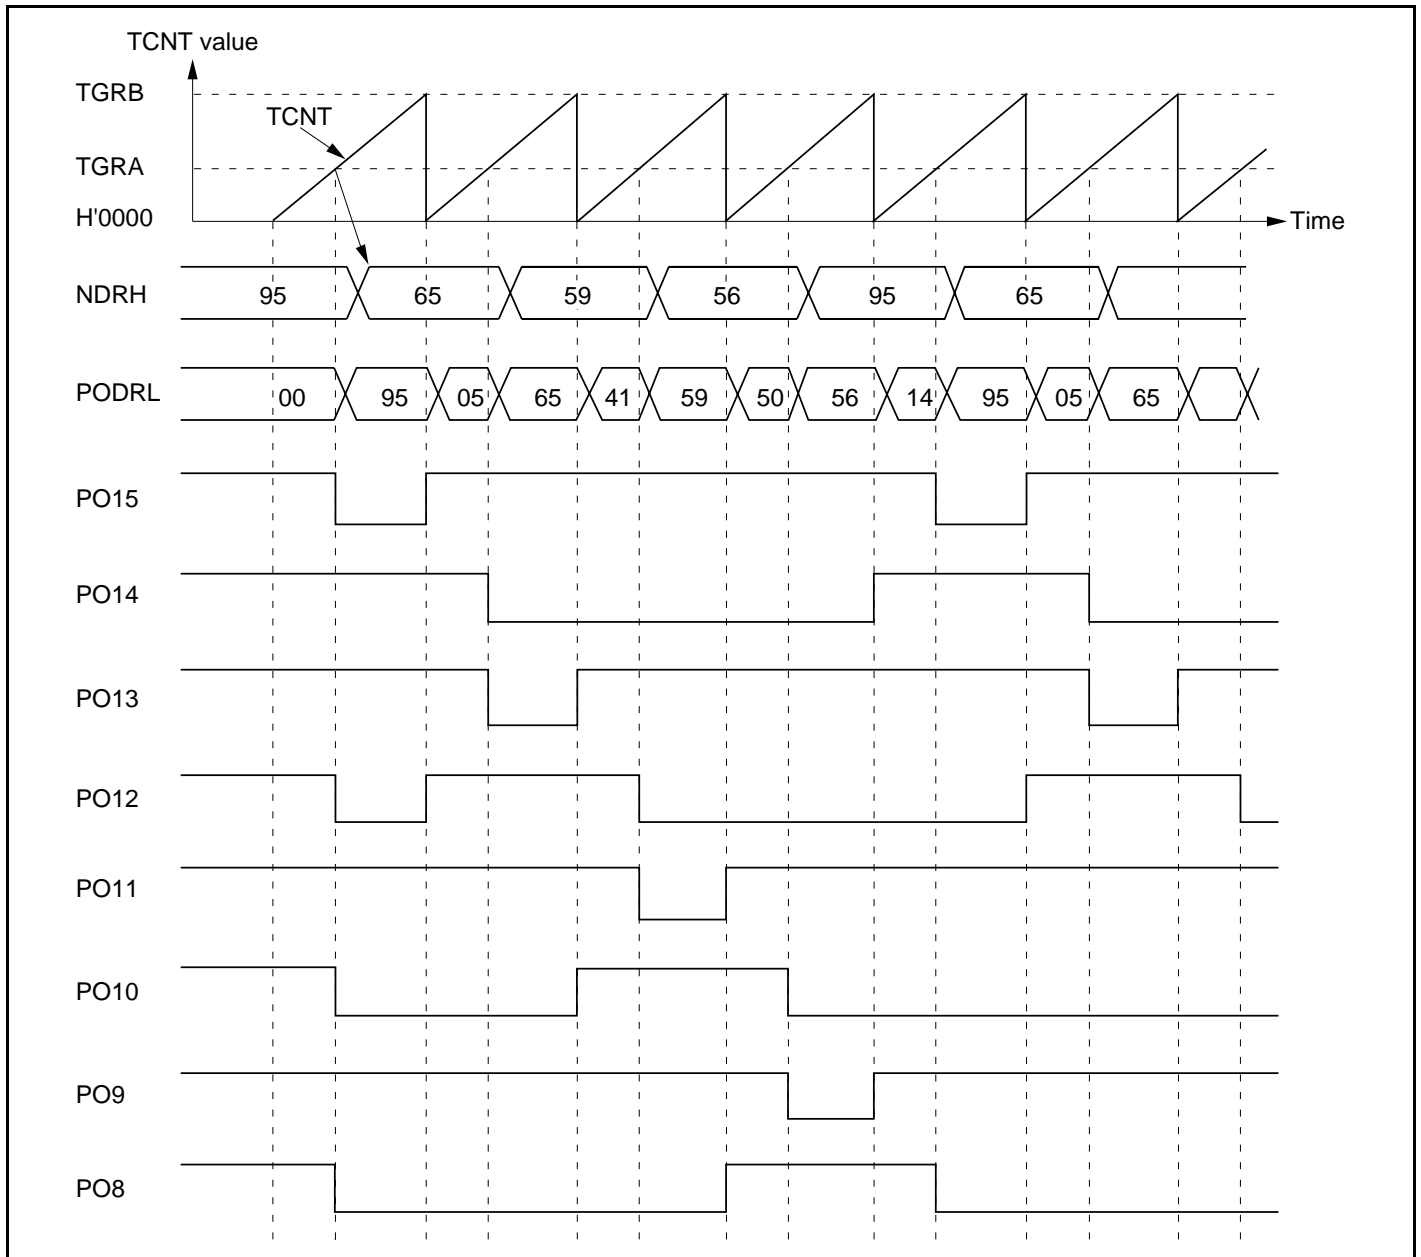 TCNT value
TGRB
TCNT
TGRA
H'0000
Time
NDRH 95 65 59 56 95 65
PODRL 00 95 05 65 41 59 50 56 14 95 05 65
PO15
PO14
PO13
PO12
PO11
PO10
PO9
PO8